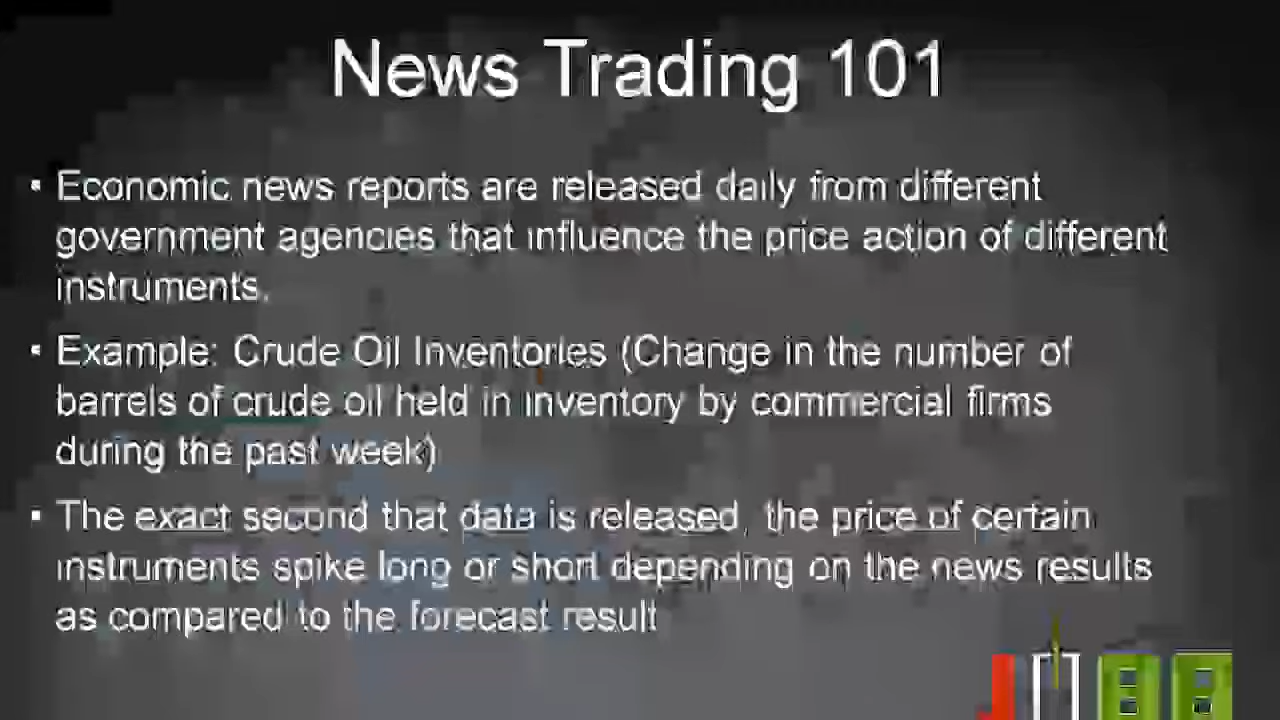 News Trading 101
▪ Economic news reports are released daily from different
government agencies that influence the price action of different
instruments.
▪ Example: Crude Oil Inventories (Change in the number of
barrels of crude oil held in inventory by commercial firms
during the past week)
▪ The exact second that data is released, the price of certain
instruments spike long or short depending on the news results
as compared to the forecast result